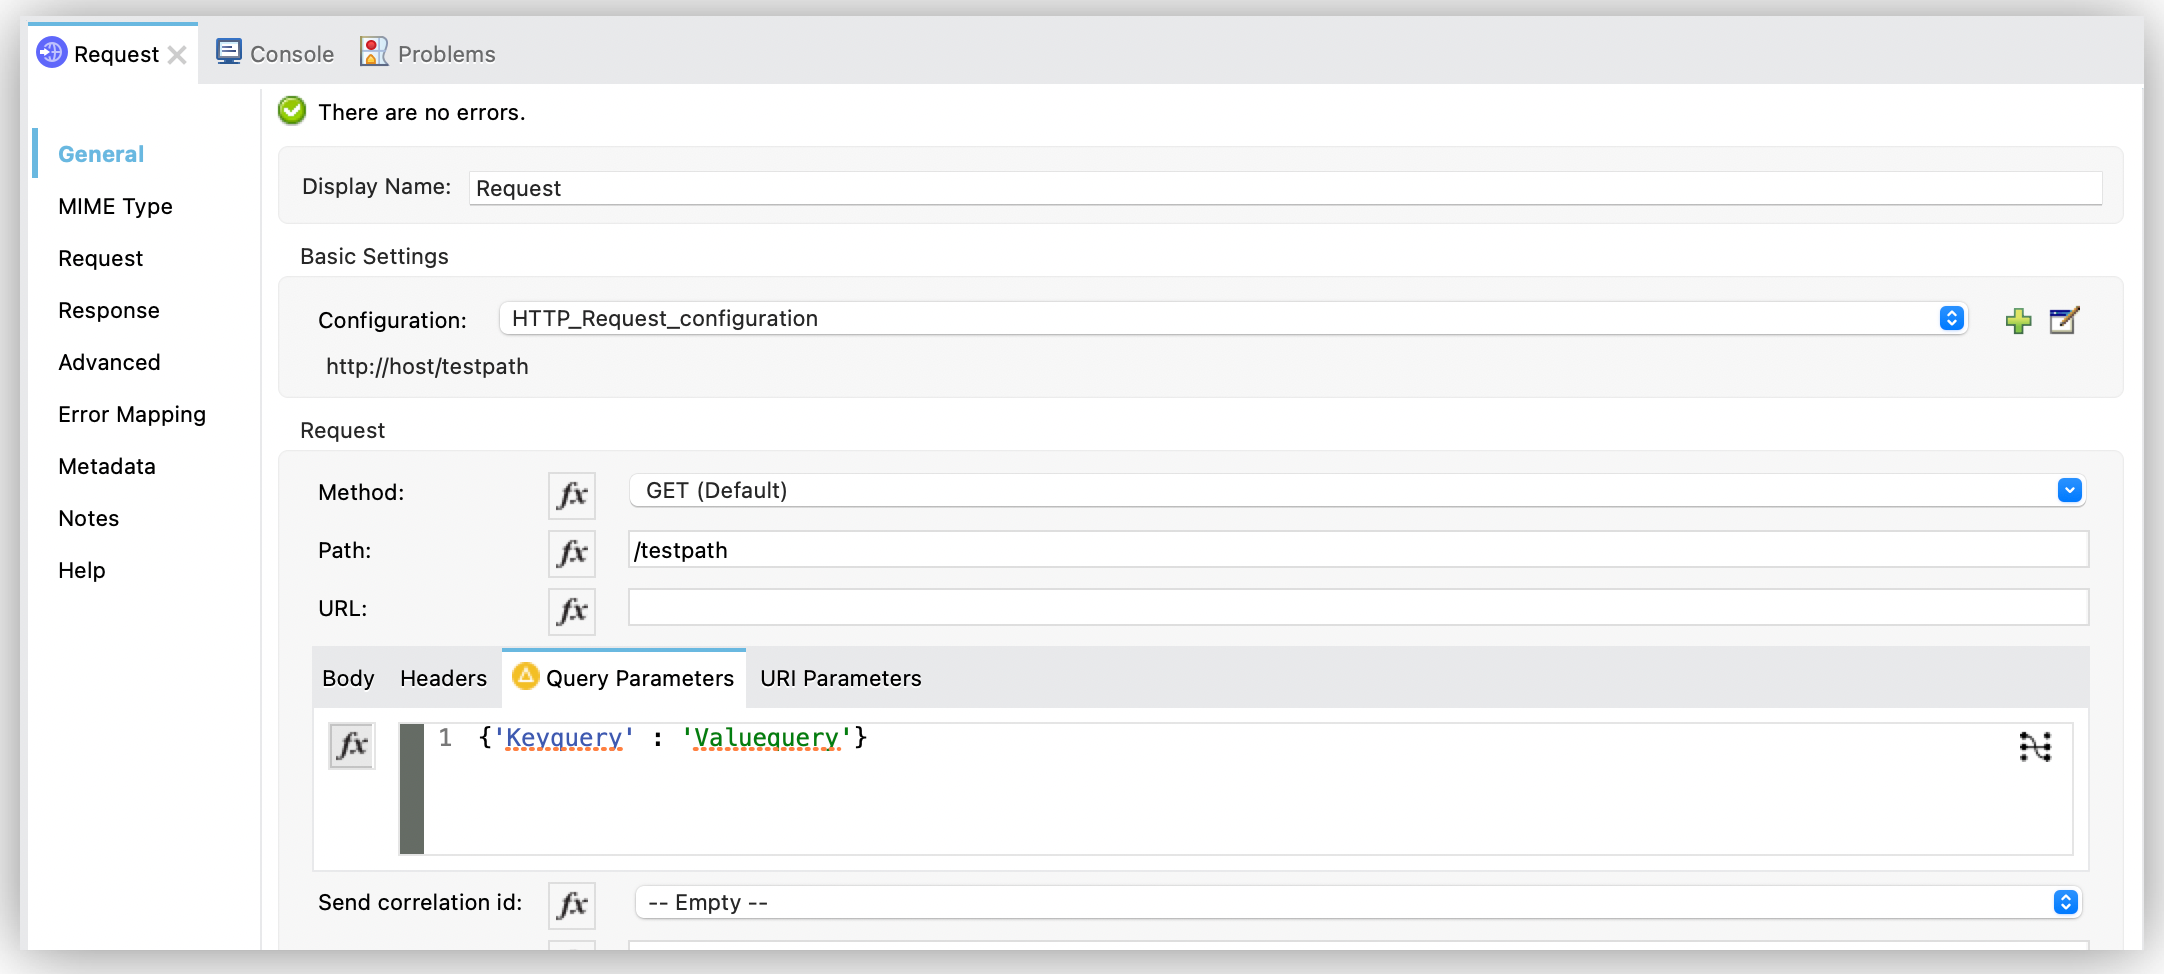 Request Console Problems
There are no errors.
General
MIME Type
Request
Response
Advanced
Error Mapping
Metadata
Notes
Help
Display Name: Request
Basic Settings
Configuration: HTTP_Request_configuration
http://host/testpath
Request
Method: fx GET (Default)
Path: fx /testpath
URL: fx
Body Headers Query Parameters URI Parameters
fx 1 {'Keyquery' : 'Valuequery'}
Send correlation id: fx -- Empty --